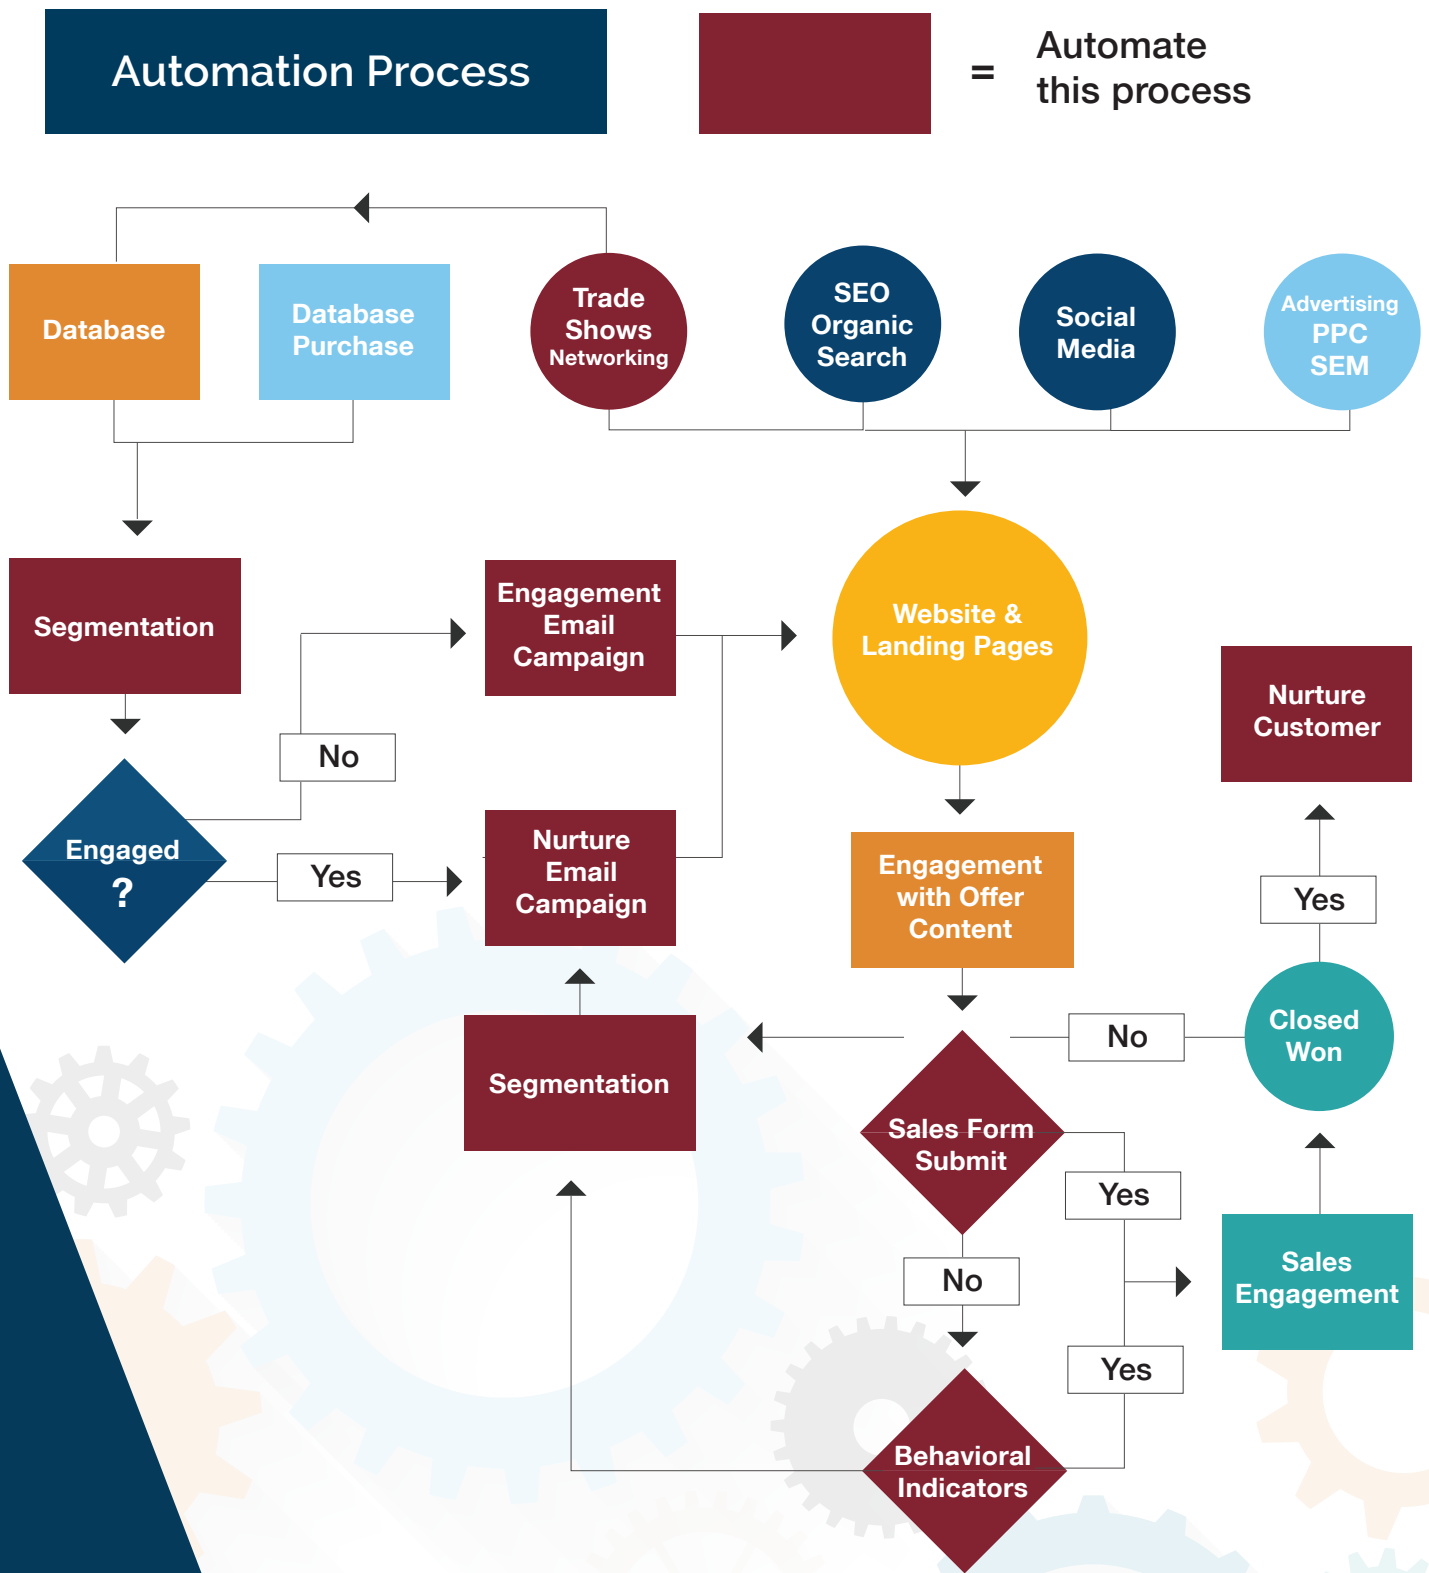 Automation Process
=
Automate
this process
Database
Database
Purchase
Trade
Shows
Networking
SEO
Organic
Search
Social
Media
Advertising
PPC
SEM
Segmentation
Engagement
Email
Campaign
Website &
Landing Pages
Nurture
Customer
No
Engaged
?
Yes
Nurture
Email
Campaign
Engagement
with Offer
Content
Yes
Closed
Won
No
Segmentation
Sales Form
Submit
Yes
No
Sales
Engagement
Yes
Behavioral
Indicators